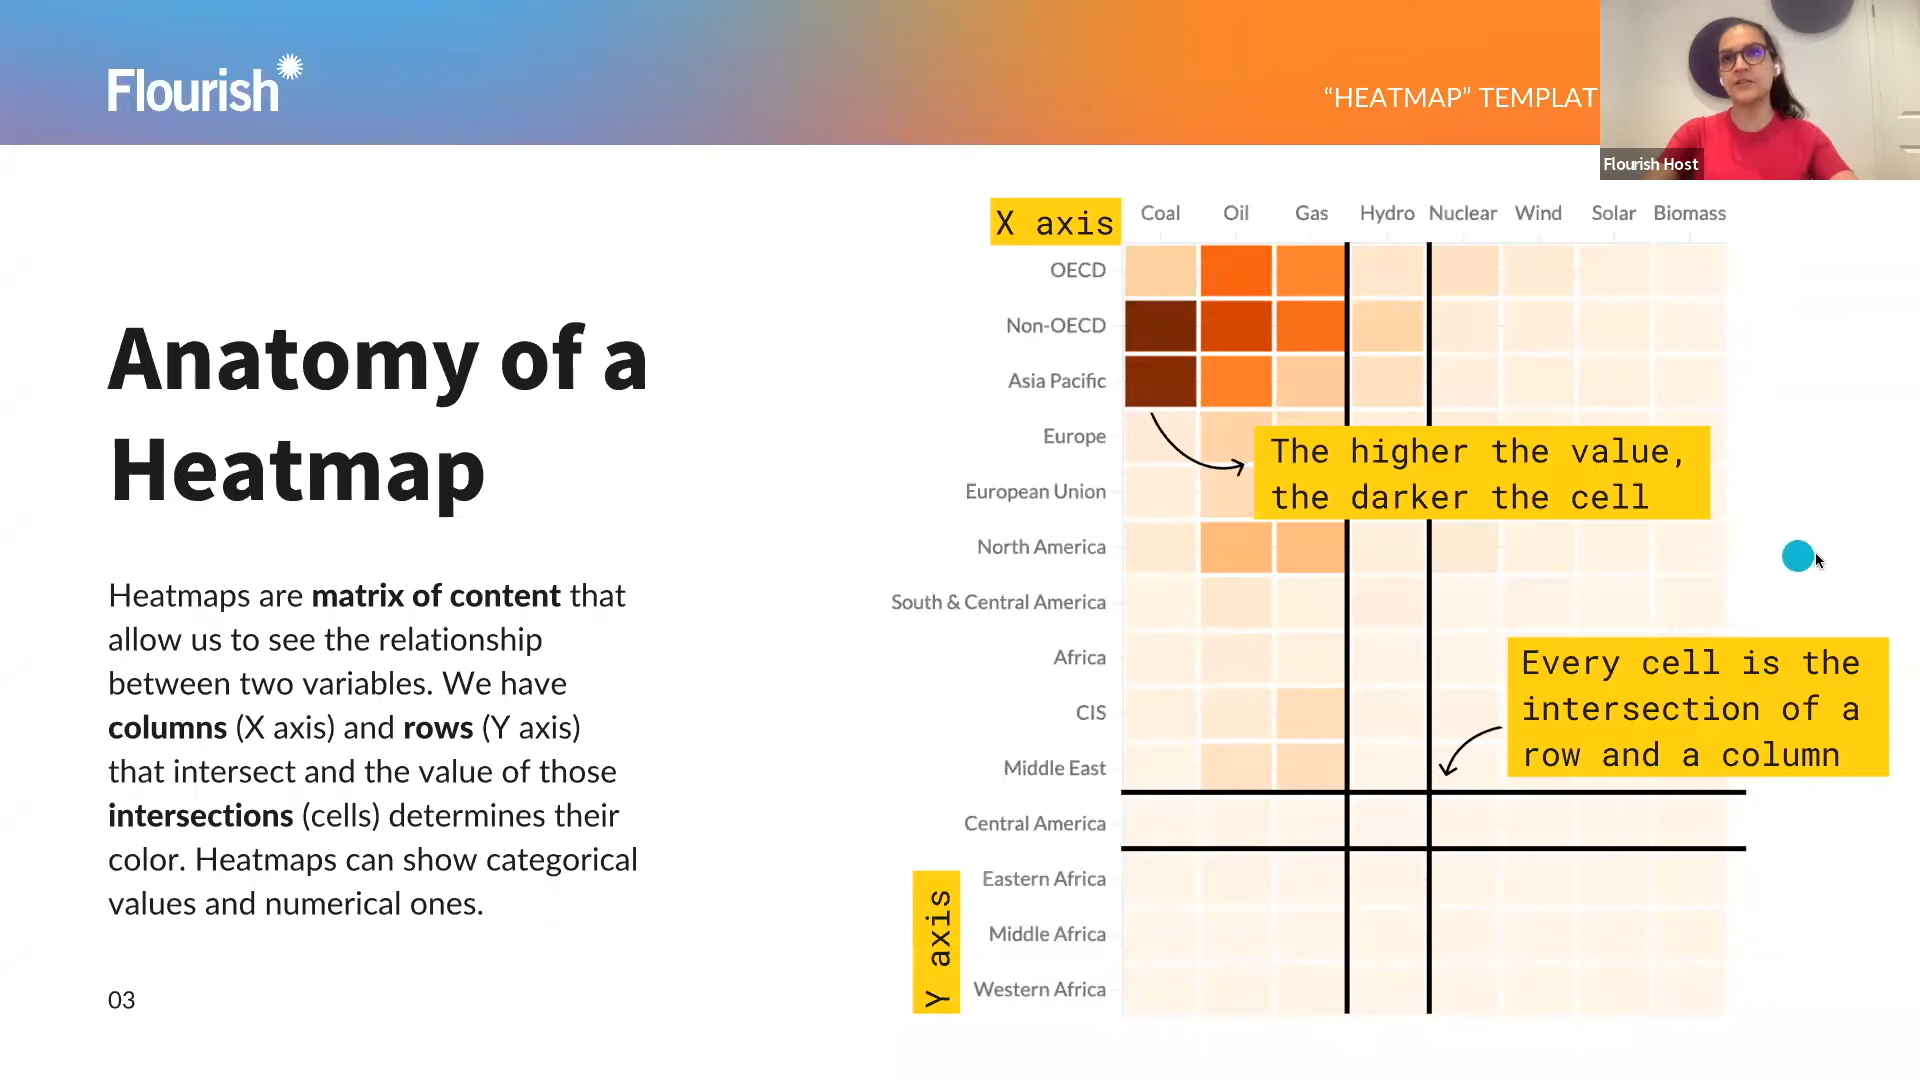 Flourish
“HEATMAP” TEMPLAT
Flourish Host
Anatomy of a
Heatmap
Heatmaps are matrix of content that
allow us to see the relationship
between two variables. We have
columns (X axis) and rows (Y axis)
that intersect and the value of those
intersections (cells) determines their
color. Heatmaps can show categorical
values and numerical ones.
03
X axis
Coal Oil Gas Hydro Nuclear Wind Solar Biomass
OECD
Non-OECD
Asia Pacific
Europe
European Union
North America
South & Central America
Africa
CIS
Middle East
Central America
Eastern Africa
Middle Africa
Western Africa
Y axis
The higher the value,
the darker the cell
Every cell is the
intersection of a
row and a column